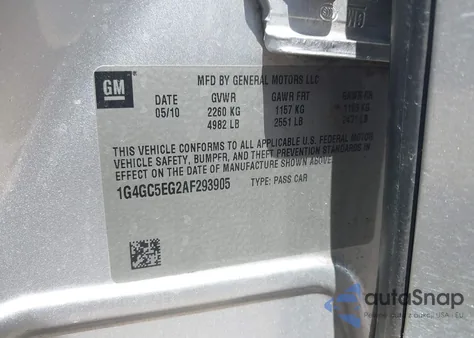 GM
MFD BY GENERAL MOTORS LLC
DATE GVWR GAWR FRT
05/10 2260 KG 1157 KG
4982 LB 2551 LB
THIS VEHICLE CONFORMS TO ALL APPLICABLE U.S. FEDERAL MOTOR
VEHICLE SAFETY, BUMPER, AND THEFT PREVENTION STANDARDS IN
EFFECT ON THE DATE OF MANUFACTURE SHOWN ABOVE.
1G4GC5EG2AF293905 TYPE: PASS CAR
autoSnap